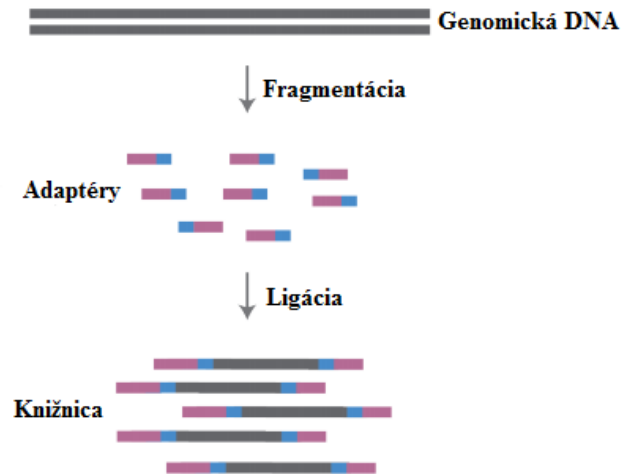 Genomická DNA
Fragmentácia
Adaptéry
Ligácia
Knižnica